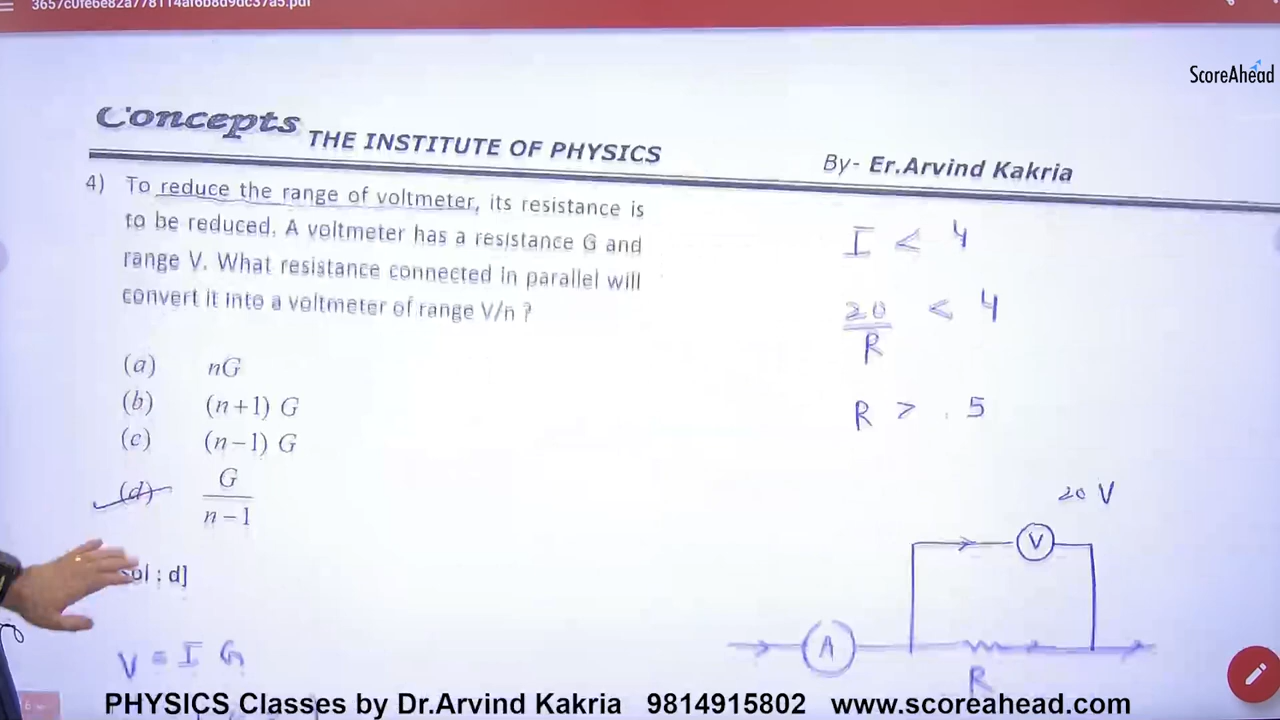 3657c0fe6e82a778114af6b8d9dc37a5.pdf
ScoreAhead
Concepts THE INSTITUTE OF PHYSICS
By- Er.Arvind Kakria
4) To reduce the range of voltmeter, its resistance is
to be reduced. A voltmeter has a resistance G and
range V. What resistance connected in parallel will
convert it into a voltmeter of range V/n ?
(a) nG
(b) (n+1) G
(c) (n−1) G
(d) G
n−1
ol : d]
V = I G
I < 4
20 < 4
R
R > . 5
20 V
V
A
R
PHYSICS Classes by Dr.Arvind Kakria 9814915802 www.scoreahead.com